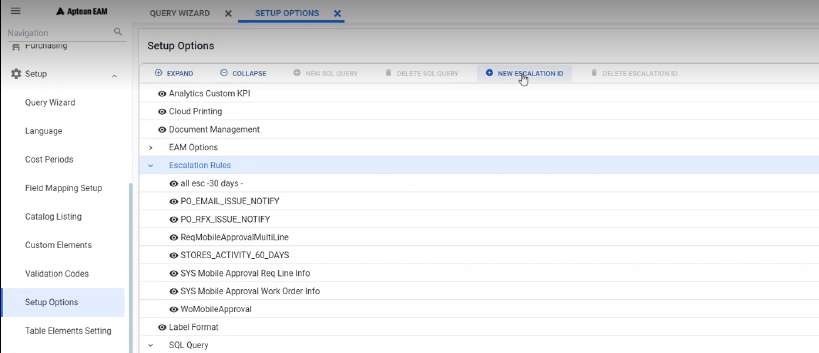 Aptean EAM
QUERY WIZARD
SETUP OPTIONS
Navigation
Purchasing
Setup
Query Wizard
Language
Cost Periods
Field Mapping Setup
Catalog Listing
Custom Elements
Validation Codes
Setup Options
Table Elements Setting
Setup Options
EXPAND COLLAPSE NEW SQL QUERY DELETE SQL QUERY NEW ESCALATION ID DELETE ESCALATION ID
Analytics Custom KPI
Cloud Printing
Document Management
EAM Options
Escalation Rules
all esc -30 days -
PO_EMAIL_ISSUE_NOTIFY
PO_RFX_ISSUE_NOTIFY
ReqMobileApprovalMultiLine
STORES_ACTIVITY_60_DAYS
SYS Mobile Approval Req Line Info
SYS Mobile Approval Work Order Info
WoMobileApproval
Label Format
SQL Query